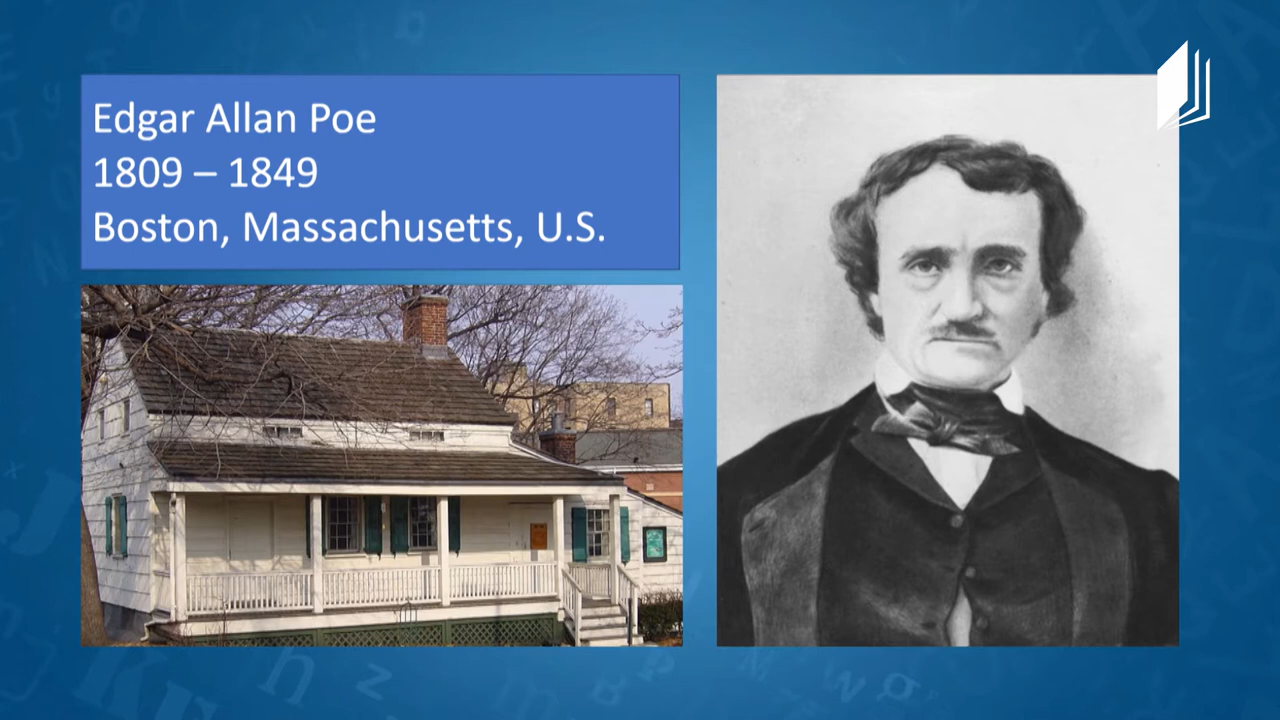 Edgar Allan Poe
1809 – 1849
Boston, Massachusetts, U.S.